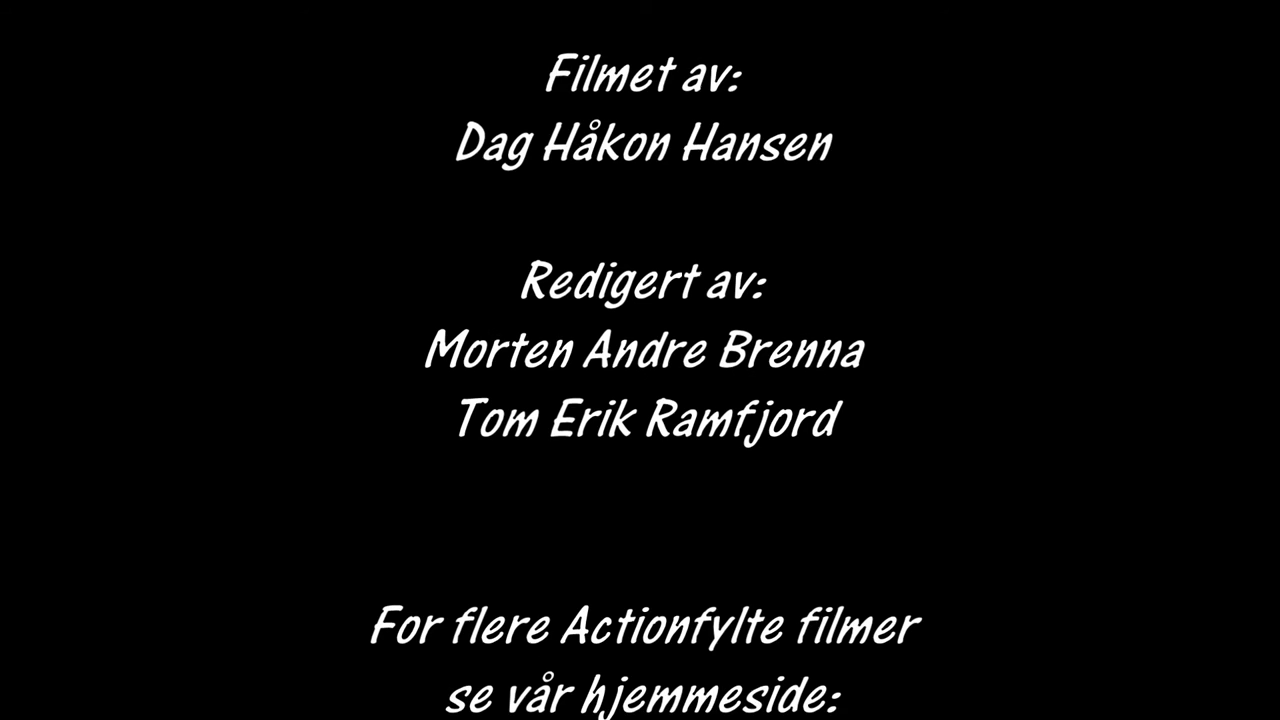 Filmet av:
Dag Håkon Hansen
Redigert av:
Morten Andre Brenna
Tom Erik Ramfjord
For flere Actionfylte filmer
se vår hjemmeside: